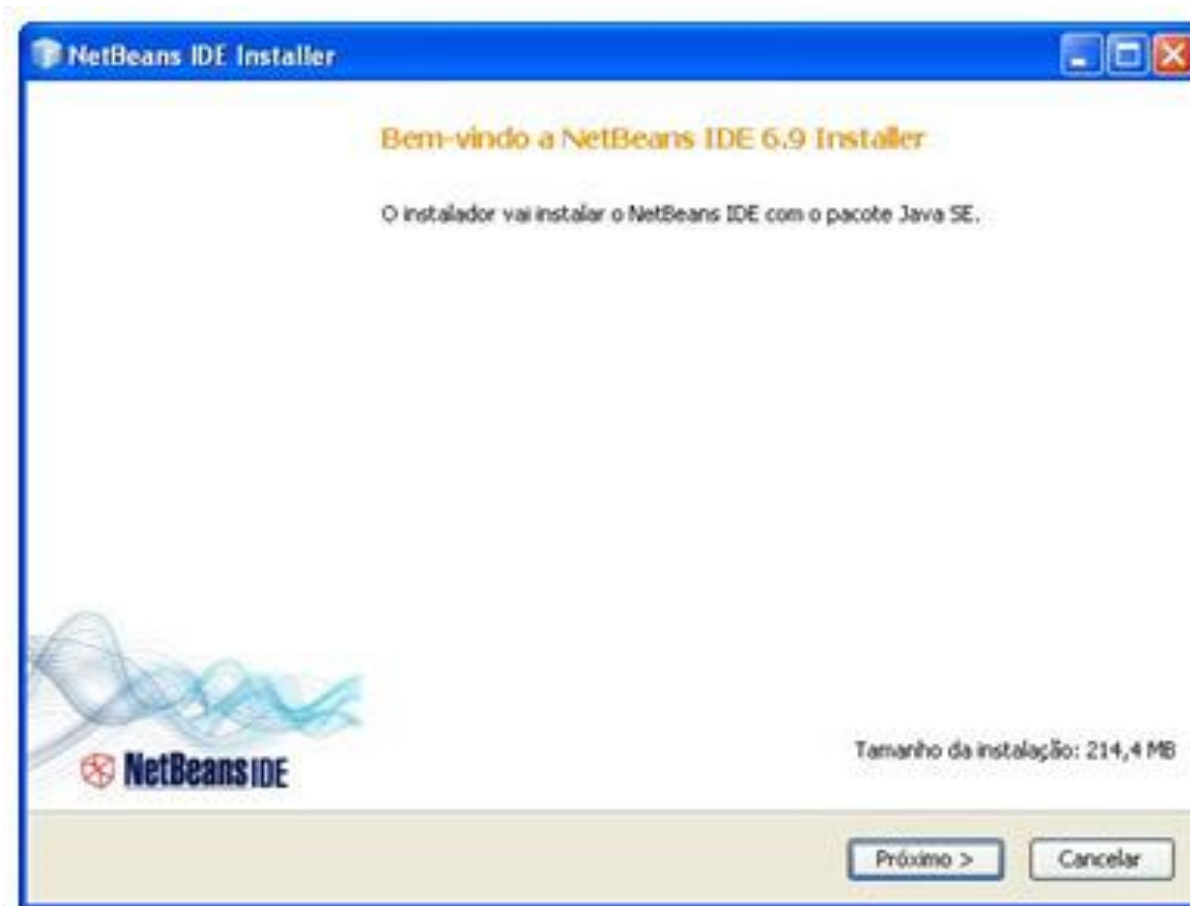 NetBeans IDE Installer
Bem-vindo a NetBeans IDE 6.9 Installer
O instalador vai instalar o NetBeans IDE com o pacote Java SE.
NetBeans IDE
Tamanho da instalação: 214,4 MB
Próximo >
Cancelar